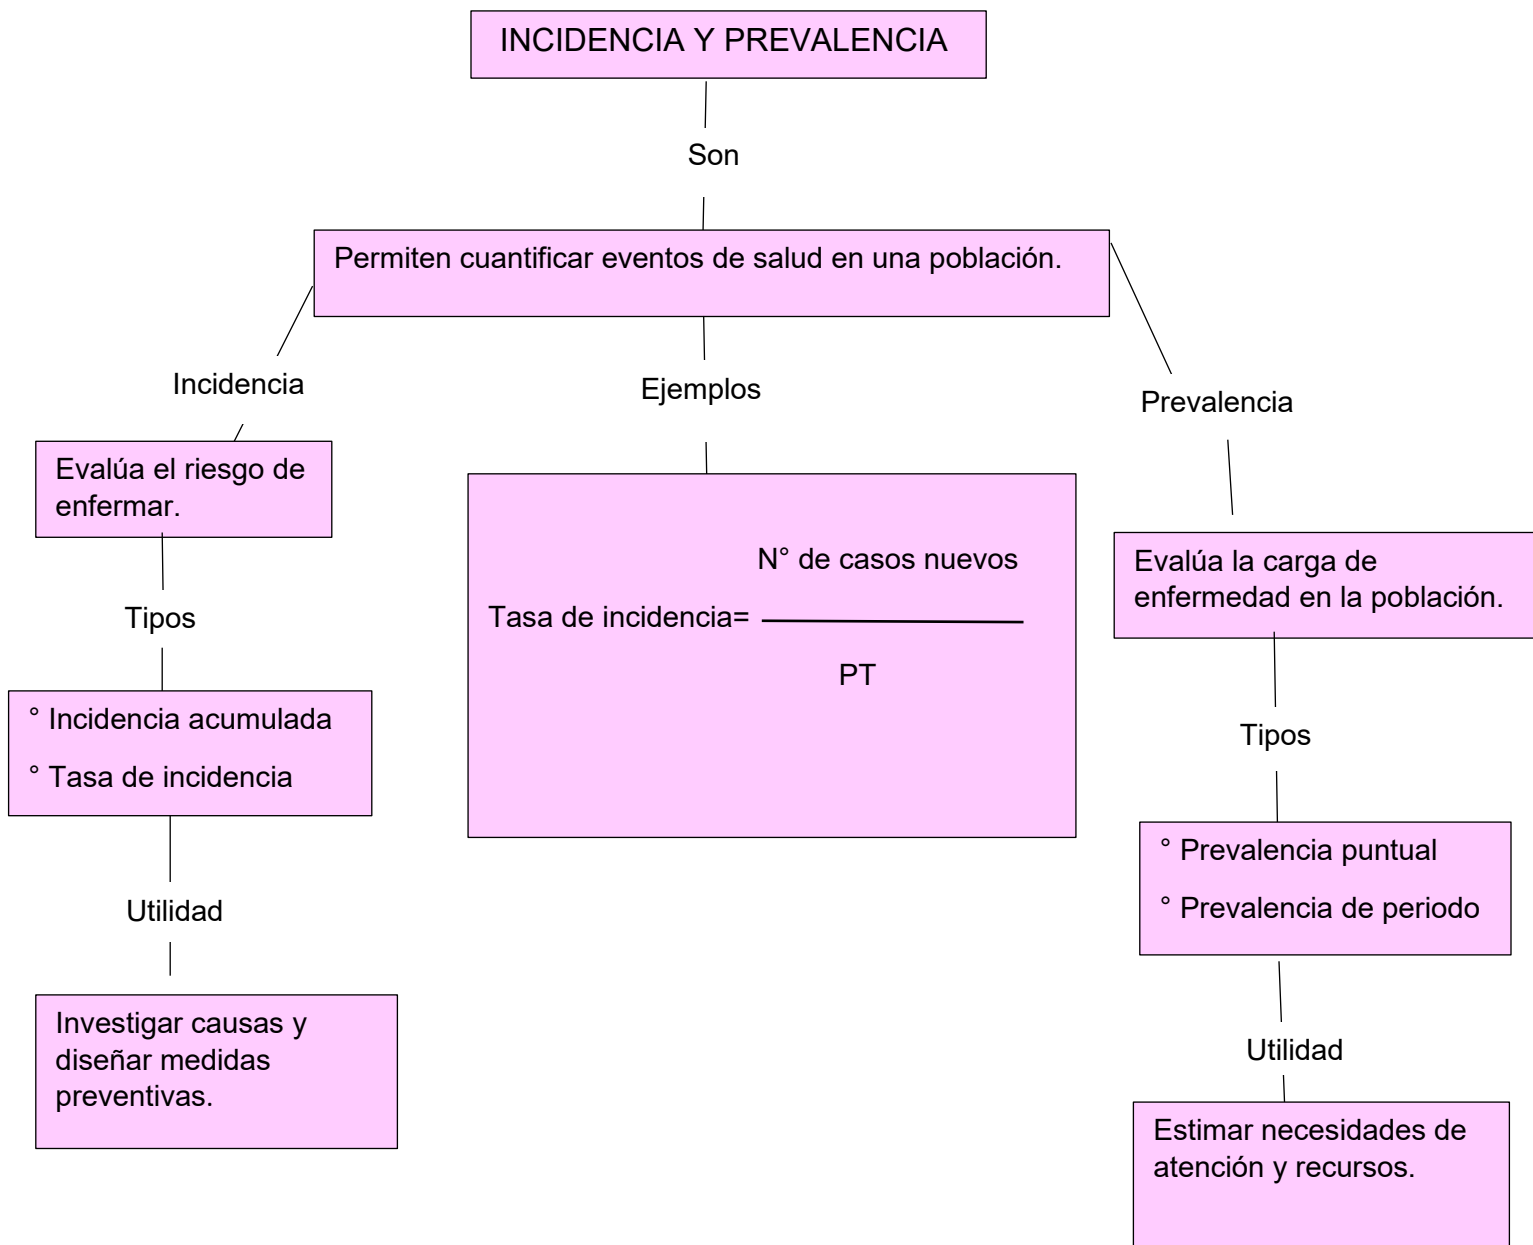 INCIDENCIA Y PREVALENCIA
Son
Permiten cuantificar eventos de salud en una población.
Incidencia
Evalúa el riesgo de
enfermar.
Tipos
° Incidencia acumulada
° Tasa de incidencia
Utilidad
Investigar causas y
diseñar medidas
preventivas.
Ejemplos
N° de casos nuevos
Tasa de incidencia=
PT
Prevalencia
Evalúa la carga de
enfermedad en la población.
Tipos
° Prevalencia puntual
° Prevalencia de periodo
Utilidad
Estimar necesidades de
atención y recursos.